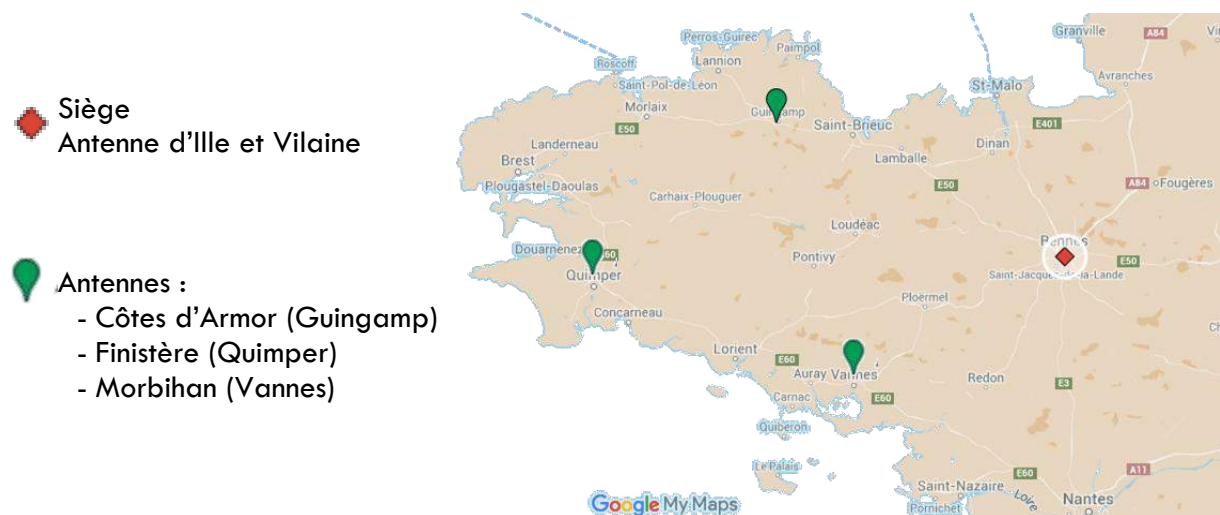 Siège
Antenne d'Ille et Vilaine
Antennes :
- Côtes d'Armor (Guingamp)
- Finistère (Quimper)
- Morbihan (Vannes)
Granville
A84
Perros-Guirec
Paimpol
Lannion
Roscoff
Saint-Pol-de-Léon
St-Malo
Avranches
Morlaix
Guingamp
E50
Saint-Brieuc
E401
Landerneau
Dinan
Lamballe
Brest
Plougastel-Daoulas
E50
A84
Fougères
Carhaix-Plouguer
Loudéac
Rennes
Douarnenez
60
Pontivy
E50
Quimper
Saint-Jacques-de-la-Lande
Ploërmel
Concarneau
Lorient
E60
Auray
Vannes
Redon
E3
Carnac
E60
Quiberon
Le Palais
E60
A11
Saint-Nazaire
Loire
Nantes
Pornichet
Google My Maps